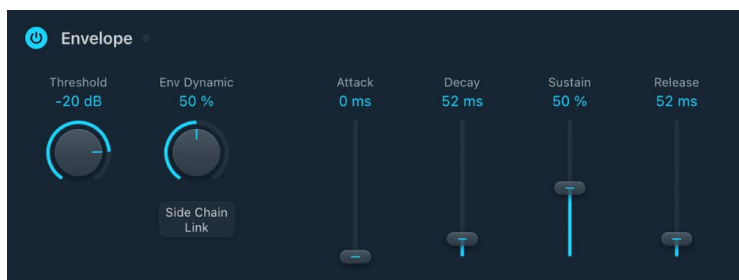 Envelope
Threshold Env Dynamic Attack Decay Sustain Release
-20 dB 50 % 0 ms 52 ms 50 % 52 ms
Side Chain
Link